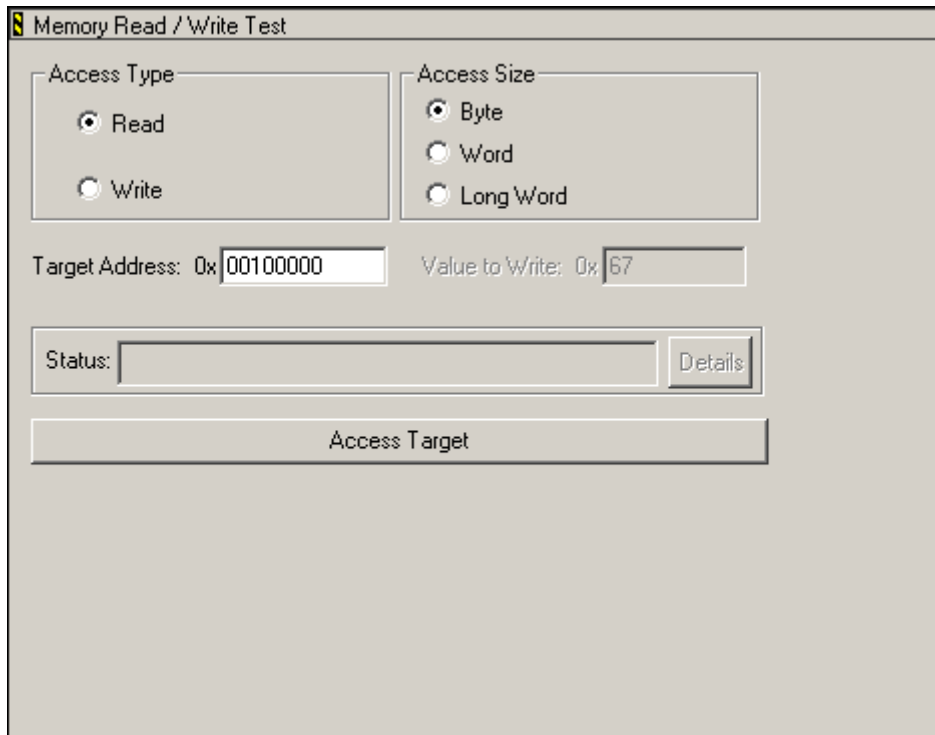 Memory Read / Write Test
Access Type
Read
Write
Access Size
Byte
Word
Long Word
Target Address: 0x 00100000
Value to Write: 0x 67
Status:
Details
Access Target